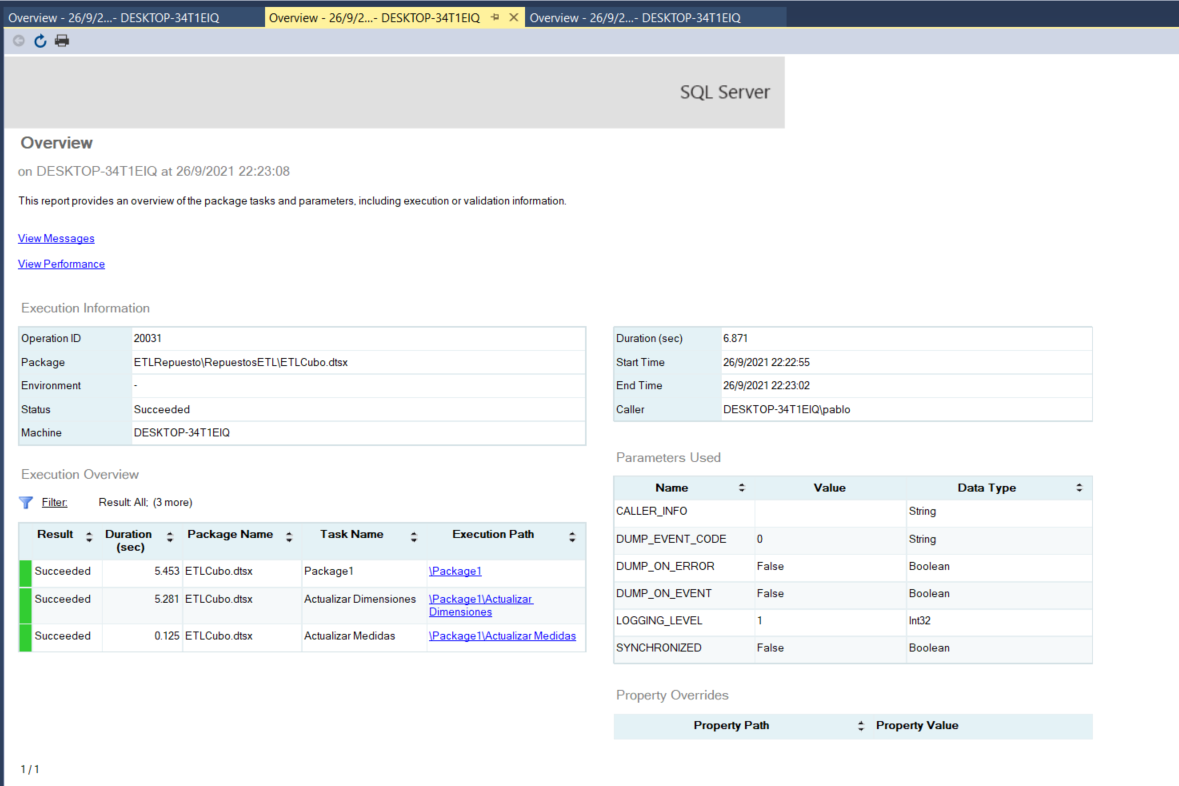 Overview - 26/9/2...- DESKTOP-34T1EIQ
Overview - 26/9/2...- DESKTOP-34T1EIQ
Overview - 26/9/2...- DESKTOP-34T1EIQ
SQL Server
Overview
on DESKTOP-34T1EIQ at 26/9/2021 22:23:08
This report provides an overview of the package tasks and parameters, including execution or validation information.
View Messages
View Performance
Execution Information
Operation ID 20031
Package ETLRepuesto\RepuestosETL\ETLCubo.dtsx
Environment -
Status Succeeded
Machine DESKTOP-34T1EIQ
Duration (sec) 6.871
Start Time 26/9/2021 22:22:55
End Time 26/9/2021 22:23:02
Caller DESKTOP-34T1EIQ\pablo
Execution Overview
Filter: Result: All; (3 more)
Result Duration (sec) Package Name Task Name Execution Path
Succeeded 5.453 ETLCubo.dtsx Package1 \Package1
Succeeded 5.281 ETLCubo.dtsx Actualizar Dimensiones \Package1\Actualizar
Dimensiones
Succeeded 0.125 ETLCubo.dtsx Actualizar Medidas \Package1\Actualizar Medidas
Parameters Used
Name Value Data Type
CALLER_INFO String
DUMP_EVENT_CODE 0 String
DUMP_ON_ERROR False Boolean
DUMP_ON_EVENT False Boolean
LOGGING_LEVEL 1 Int32
SYNCHRONIZED False Boolean
Property Overrides
Property Path Property Value
1 / 1